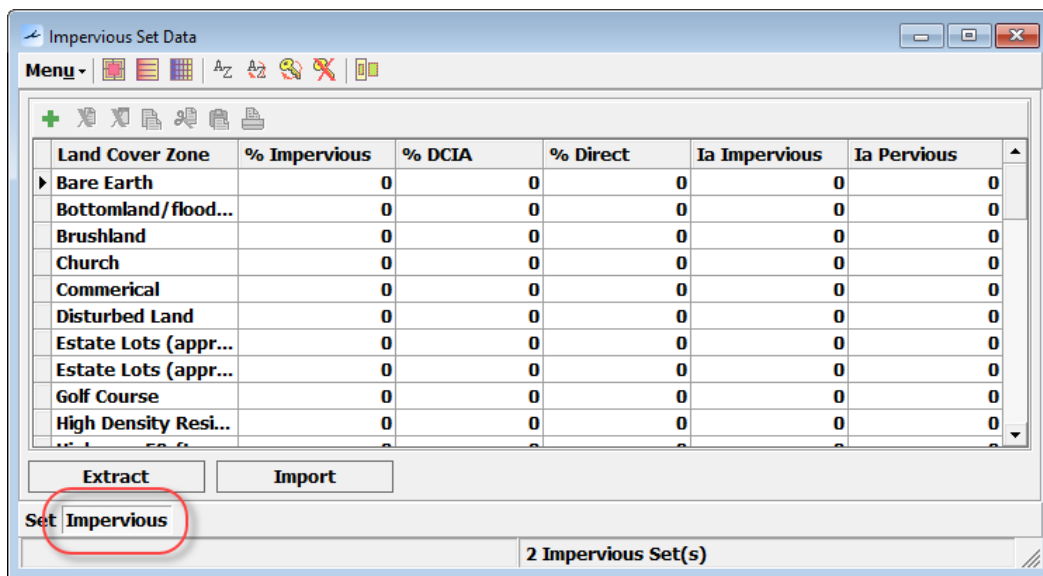 Impervious Set Data
Menu
Land Cover Zone % Impervious % DCIA % Direct Ia Impervious Ia Pervious
Bare Earth 0 0 0 0 0
Bottomland/flood... 0 0 0 0 0
Brushland 0 0 0 0 0
Church 0 0 0 0 0
Commerical 0 0 0 0 0
Disturbed Land 0 0 0 0 0
Estate Lots (appr... 0 0 0 0 0
Estate Lots (appr... 0 0 0 0 0
Golf Course 0 0 0 0 0
High Density Resi... 0 0 0 0 0
Extract Import
Set Impervious
2 Impervious Set(s)